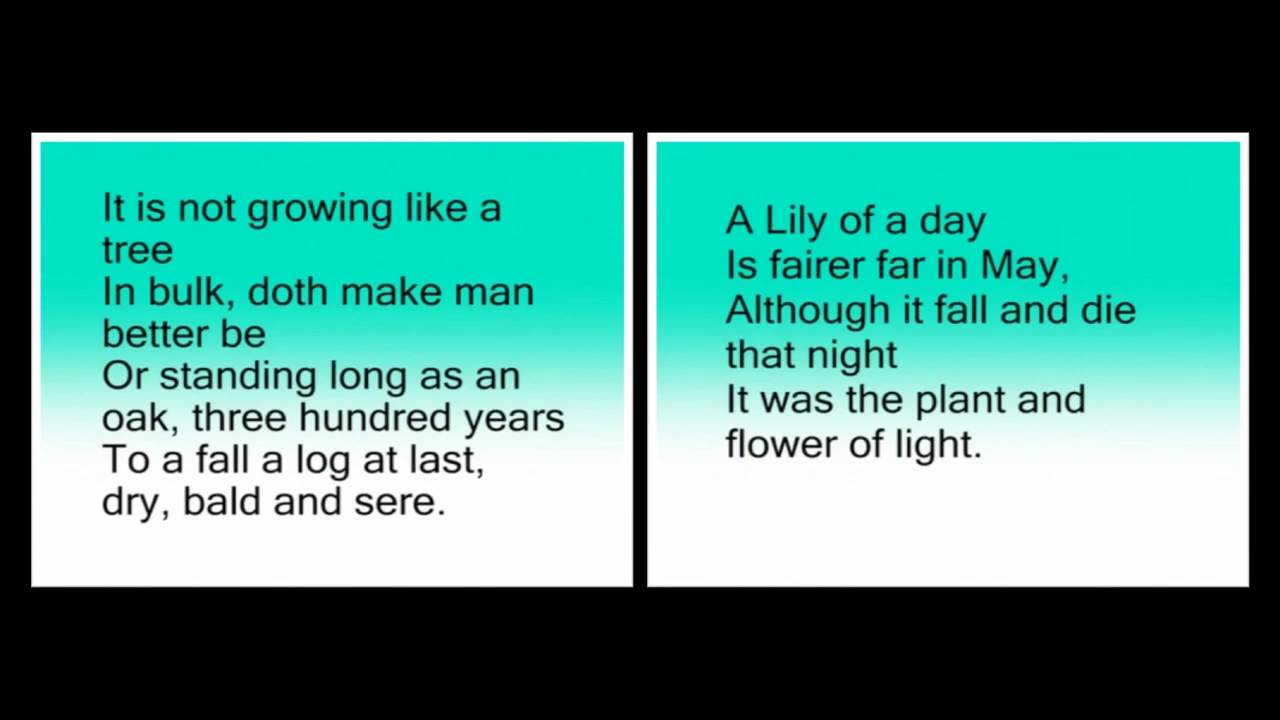 It is not growing like a
tree
In bulk, doth make man
better be
Or standing long as an
oak, three hundred years
To a fall a log at last,
dry, bald and sere.
A Lily of a day
Is fairer far in May,
Although it fall and die
that night
It was the plant and
flower of light.